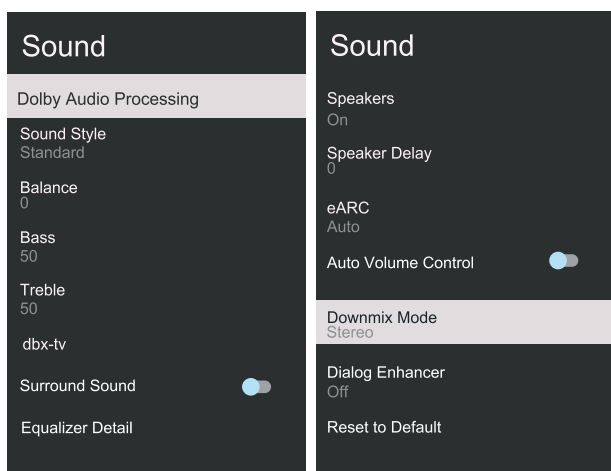 Sound
Dolby Audio Processing
Sound Style
Standard
Balance
0
Bass
50
Treble
50
dbx-tv
Surround Sound
Equalizer Detail
Sound
Speakers
On
Speaker Delay
0
eARC
Auto
Auto Volume Control
Downmix Mode
Stereo
Dialog Enhancer
Off
Reset to Default